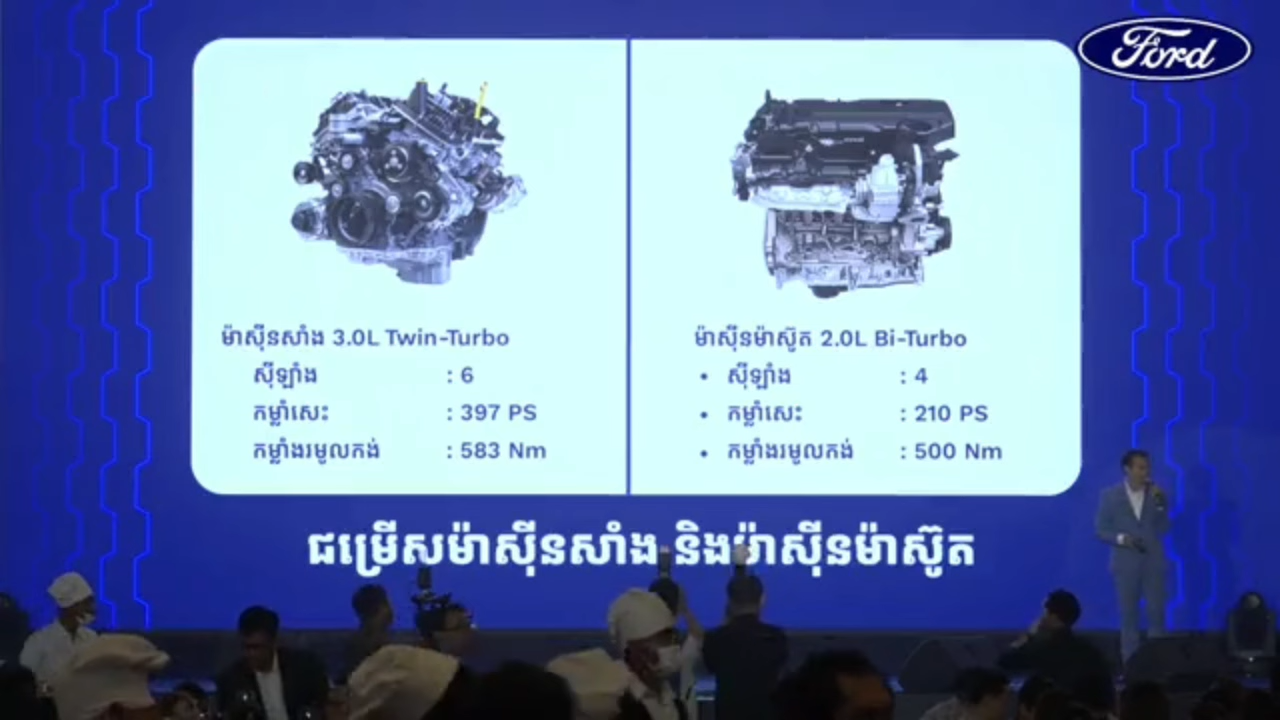 Ford
ម៉ាស៊ីនសាំង 3.0L Twin-Turbo
ស៊ីឡាំង : 6
កម្លាំសេះ : 397 PS
កម្លាំងរមូលកង់ : 583 Nm
ម៉ាស៊ីនម៉ាស៊ូត 2.0L Bi-Turbo
• ស៊ីឡាំង : 4
• កម្លាំសេះ : 210 PS
• កម្លាំងរមូលកង់ : 500 Nm
ជម្រើសម៉ាស៊ីនសាំង និងម៉ាស៊ីនម៉ាស៊ូត